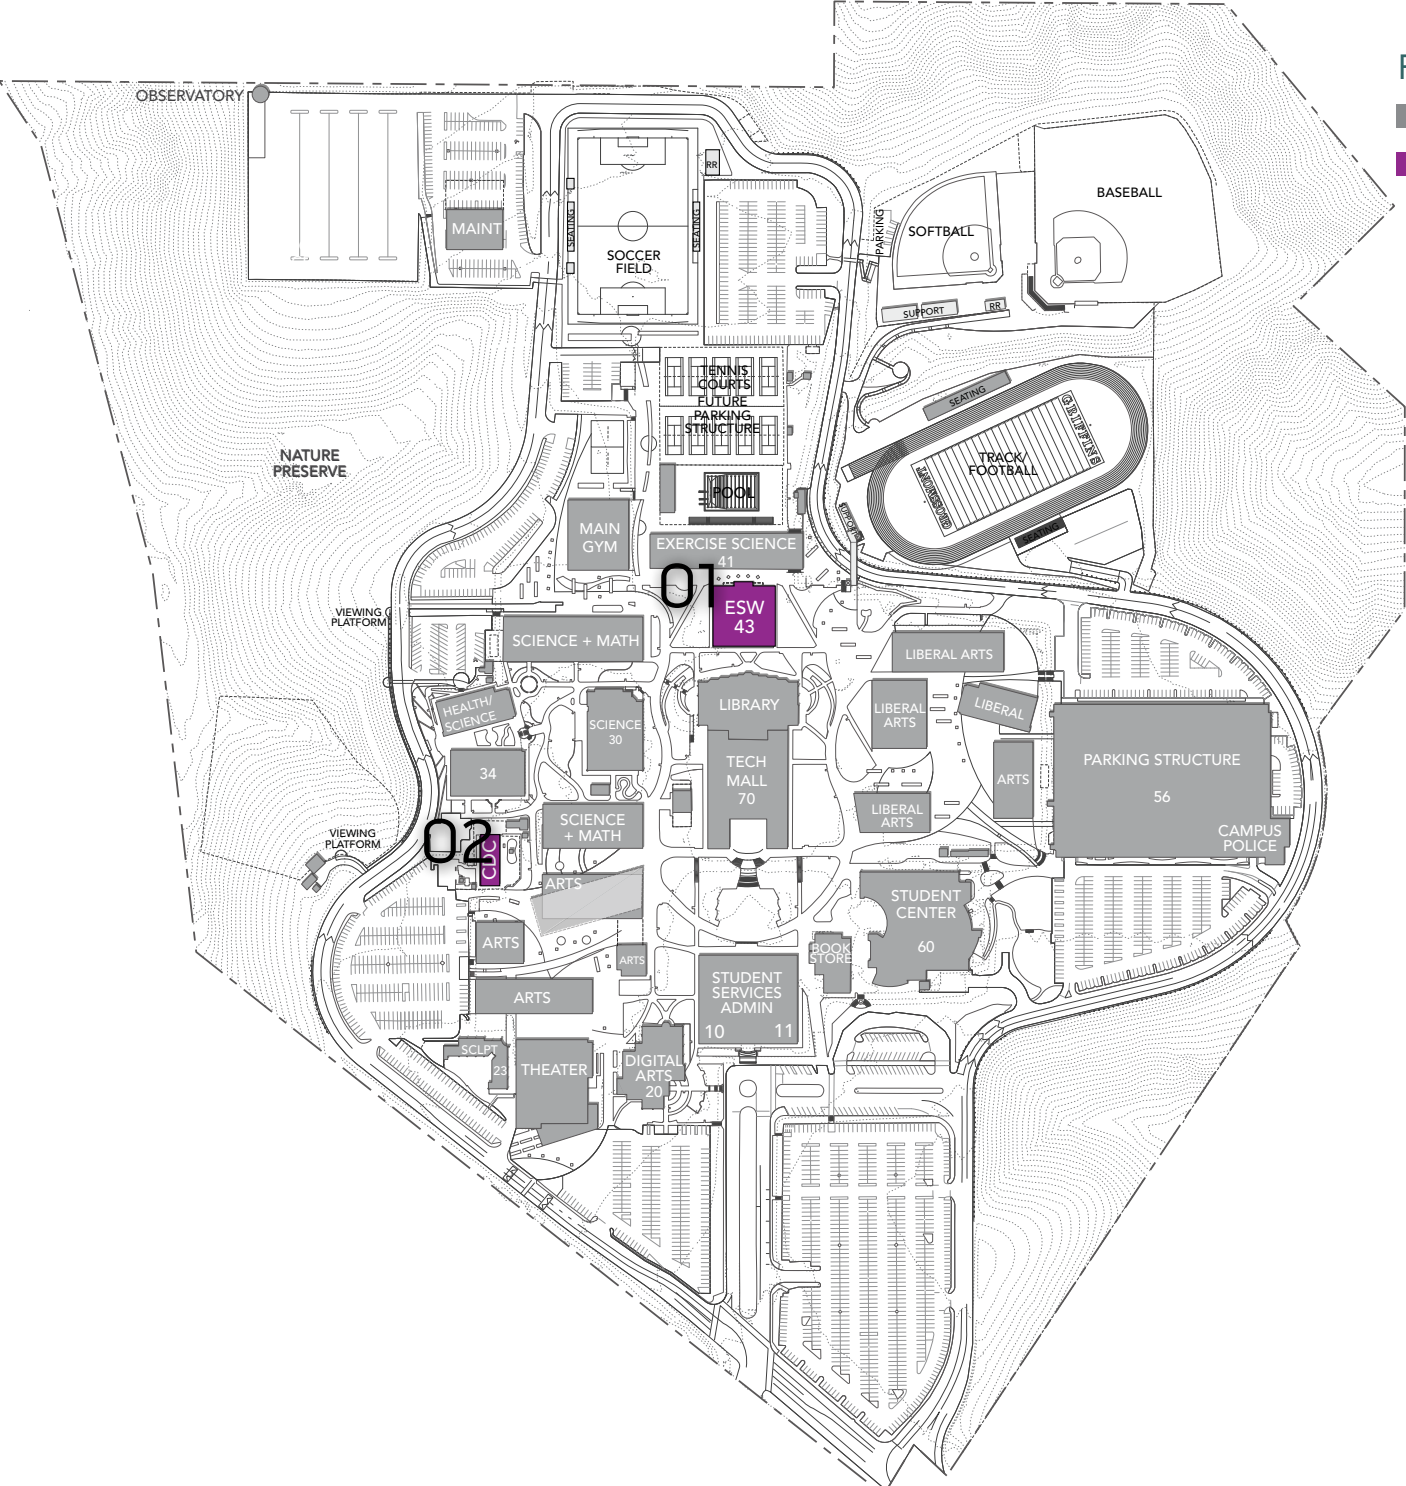 OBSERVATORY
BASEBALL
RR
MAINT
SEATING
SEATING
PARKING
SOFTBALL
SOCCER
FIELD
SUPPORT
RR
TENNIS
COURTS
FUTURE
PARKING
STRUCTURE
SEATING
GRIFFINS
TRACK/
FOOTBALL
GROSSMONT
NATURE
PRESERVE
POOL
SUPPORT
SEATING
MAIN
GYM
EXERCISE SCIENCE
41
01
ESW
43
VIEWING
PLATFORM
SCIENCE + MATH
LIBERAL ARTS
HEALTH/
SCIENCE
SCIENCE
30
LIBRARY
LIBERAL
ARTS
LIBERAL
ARTS
TECH
MALL
70
PARKING STRUCTURE
56
CAMPUS
POLICE
34
SCIENCE
+ MATH
LIBERAL
ARTS
VIEWING
PLATFORM
02
CDC
ARTS
STUDENT
CENTER
60
ARTS
ARTS
BOOK
STORE
STUDENT
SERVICES
ADMIN
10
11
ARTS
SCLPT
23
THEATER
DIGITAL
ARTS
20